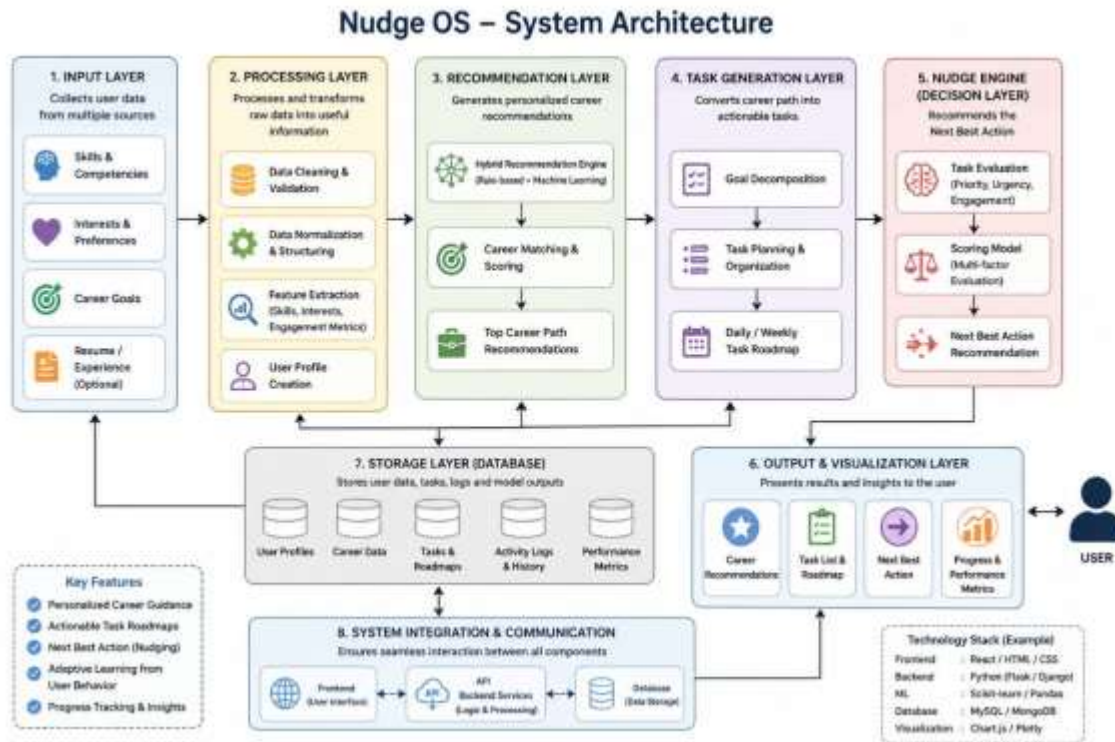 Nudge OS – System Architecture
1. INPUT LAYER
Collects user data
from multiple sources
Skills &
Competencies
Interests &
Preferences
Career Goals
Resume /
Experience
(Optional)
2. PROCESSING LAYER
Processes and transforms
raw data into useful
information
Data Cleaning &
Validation
Data Normalization
& Structuring
Feature Extraction
(Skills, Interests,
Engagement Metrics)
User Profile
Creation
3. RECOMMENDATION LAYER
Generates personalized career
recommendations
Hybrid Recommendation Engine
(Rule-based + Machine Learning)
Career Matching &
Scoring
Top Career Path
Recommendations
4. TASK GENERATION LAYER
Converts career path into
actionable tasks.
Goal Decomposition
Task Planning &
Organization
Daily / Weekly
Task Roadmap
5. NUDGE ENGINE
(DECISION LAYER)
Recommends the
Next Best Action
Task Evaluation
(Priority, Urgency,
Engagement)
Scoring Model
(Multi-factor
Evaluation)
Next Best Action
Recommendation
7. STORAGE LAYER (DATABASE)
Stores user data, tasks, logs and model outputs
User Profiles
Career Data
Tasks &
Roadmaps
Activity Logs
& History
Performance
Metrics
6. OUTPUT & VISUALIZATION LAYER
Presents results and insights to the user
Career
Recommendations
Task List &
Roadmap
Next Best
Action
Progress &
Performance
Metrics
USER
Key Features
Personalized Career Guidance
Actionable Task Roadmaps
Next Best Action (Nudging)
Adaptive Learning from
User Behavior
Progress Tracking & Insights
8. SYSTEM INTEGRATION & COMMUNICATION
Ensures seamless interaction between all components
Frontend
(User Interface)
API
API
Backend Services
(Logic & Processing)
Database
(Data Storage)
Technology Stack (Example)
Frontend : React / HTML / CSS
Backend : Python (Flask / Django)
ML : Scikit-learn / Pandas
Database : MySQL / MongoDB
Visualization : Chart.js / Plotly